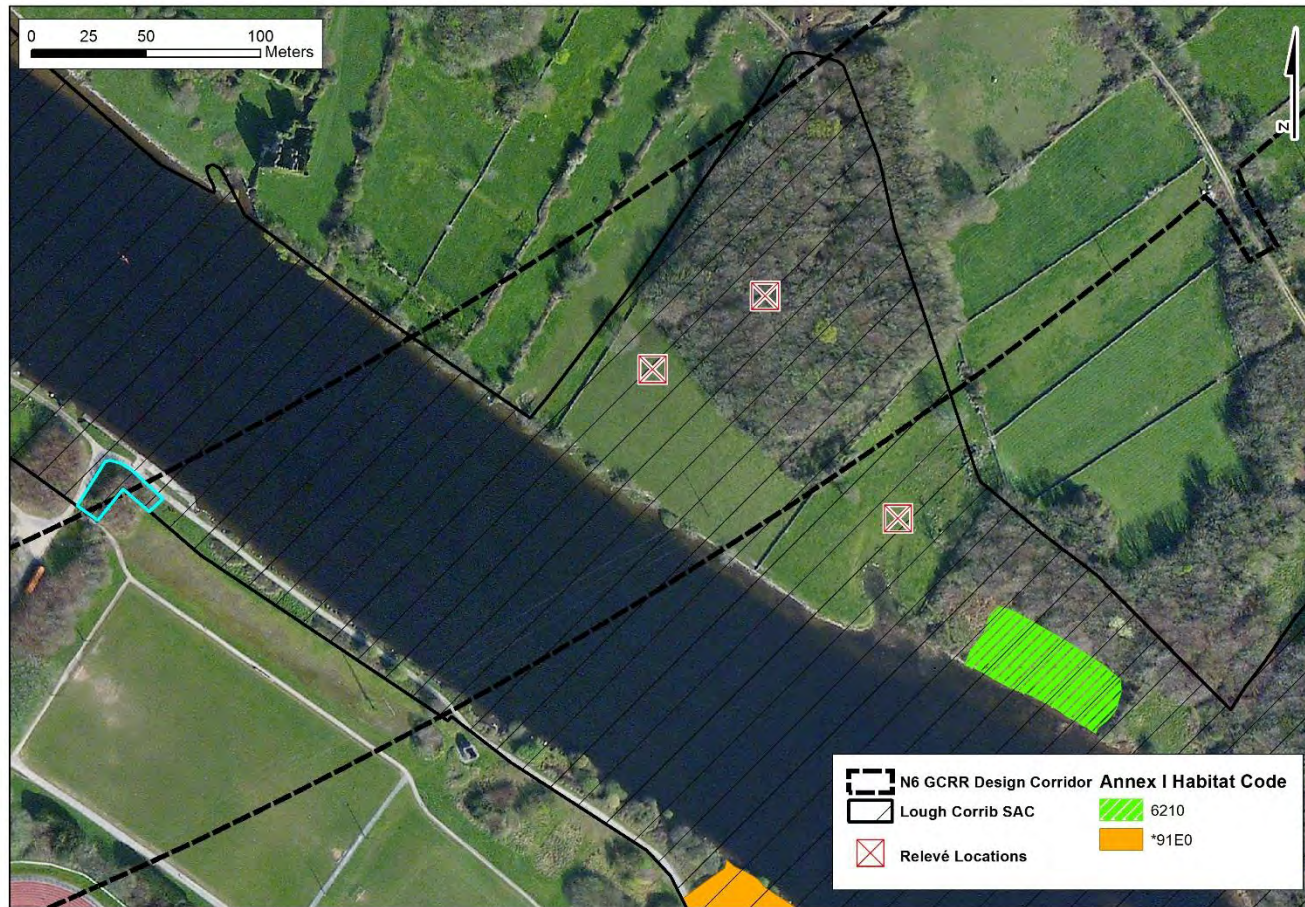 0 25 50 100
Meters
N
N6 GCRR Design Corridor
Lough Corrib SAC
Relevé Locations
Annex I Habitat Code
6210
*91E0